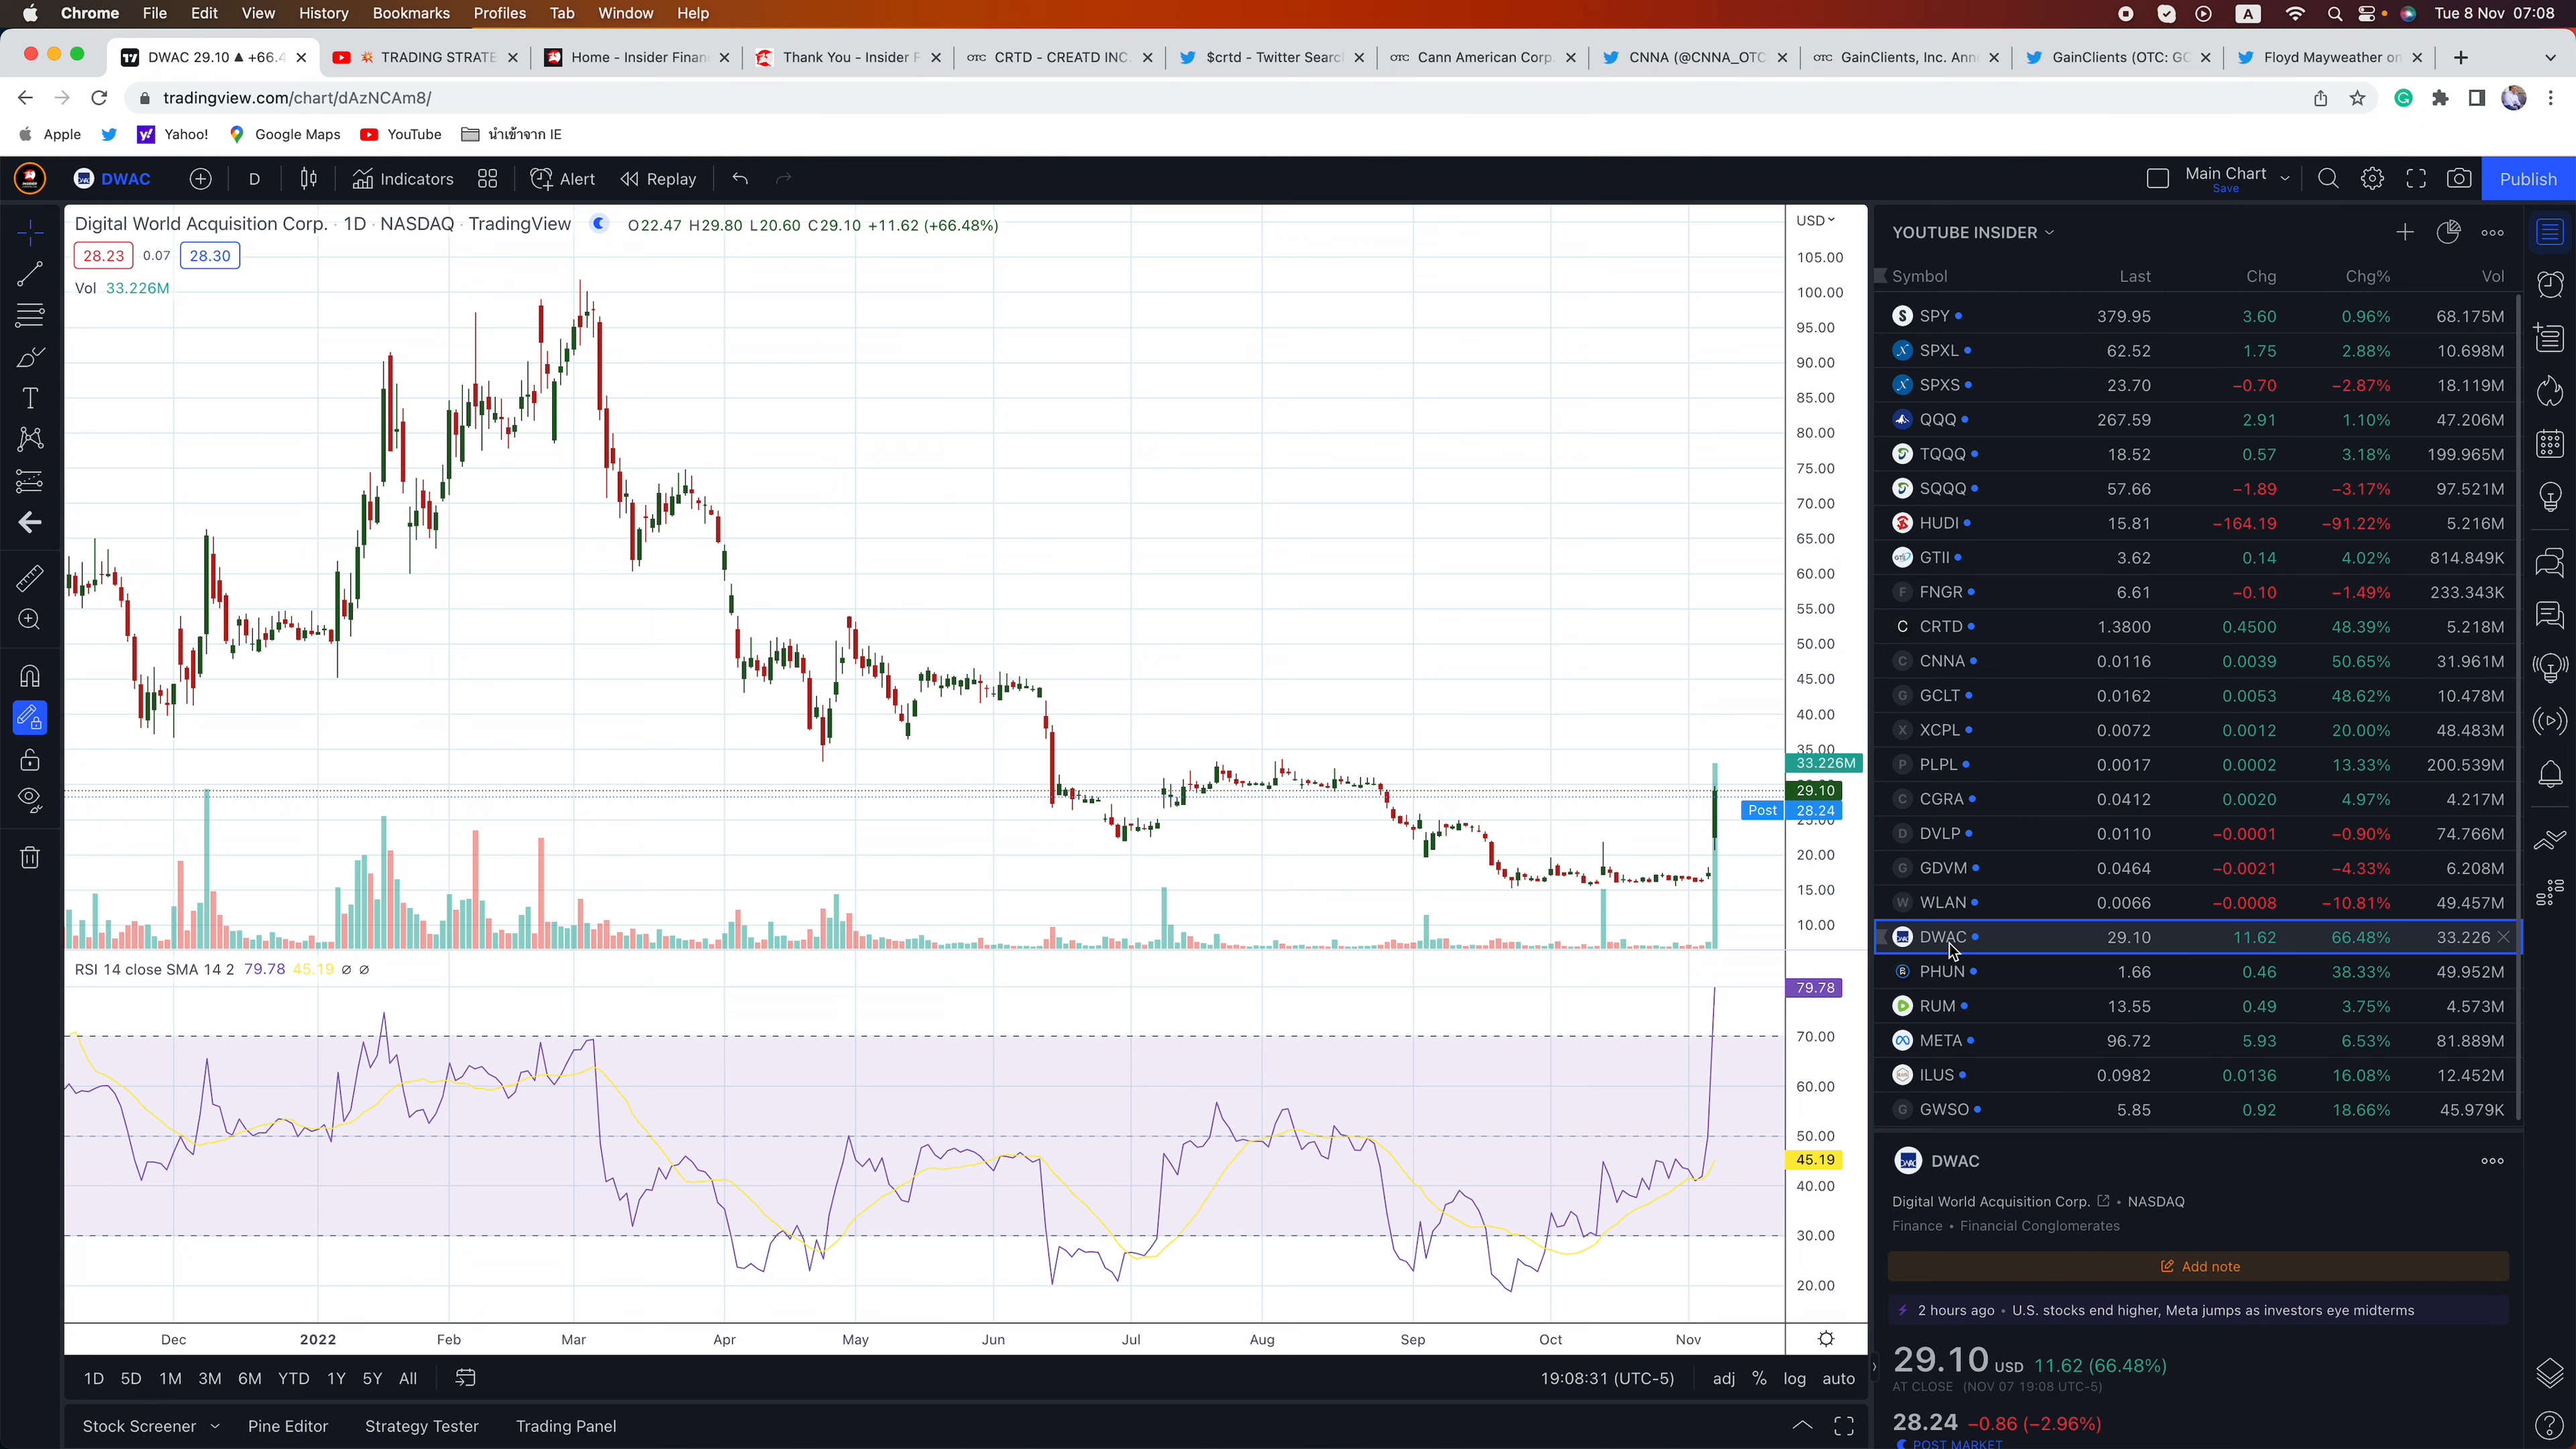 Chrome File Edit View History Bookmarks Profiles Tab Window Help A Tue 8 Nov 07:08
DWAC 29.10 ▲ +66.4 TRADING STRATE Home - Insider Finan Thank You - Insider F OTC CRTD - CREATD INC. $crtd - Twitter Searc OTC Cann American Corp. CNNA (@CNNA_OTC OTC GainClients, Inc. Ann GainClients (OTC: GC Floyd Mayweather on
tradingview.com/chart/dAzNCAm8/
Apple Yahoo! Google Maps YouTube นำเข้าจาก IE
DWAC D Indicators Alert Replay Main Chart Save Publish
Digital World Acquisition Corp. · 1D · NASDAQ · TradingView O22.47 H29.80 L20.60 C29.10 +11.62 (+66.48%)
28.23 0.07 28.30
Vol 33.226M
USD
105.00
100.00
95.00
90.00
85.00
80.00
75.00
70.00
65.00
60.00
55.00
50.00
45.00
40.00
35.00
33.226M
29.10
Post 28.24
25.00
20.00
15.00
10.00
RSI 14 close SMA 14 2 79.78 45.19 ∅ ∅
79.78
70.00
60.00
50.00
45.19
40.00
30.00
20.00
Dec 2022 Feb Mar Apr May Jun Jul Aug Sep Oct Nov
1D 5D 1M 3M 6M YTD 1Y 5Y All 19:08:31 (UTC-5) adj % log auto
Stock Screener Pine Editor Strategy Tester Trading Panel
YOUTUBE INSIDER
Symbol Last Chg Chg% Vol
SPY 379.95 3.60 0.96% 68.175M
SPXL 62.52 1.75 2.88% 10.698M
SPXS 23.70 −0.70 −2.87% 18.119M
QQQ 267.59 2.91 1.10% 47.206M
TQQQ 18.52 0.57 3.18% 199.965M
SQQQ 57.66 −1.89 −3.17% 97.521M
HUDI 15.81 −164.19 −91.22% 5.216M
GTII 3.62 0.14 4.02% 814.849K
F FNGR 6.61 −0.10 −1.49% 233.343K
C CRTD 1.3800 0.4500 48.39% 5.218M
C CNNA 0.0116 0.0039 50.65% 31.961M
G GCLT 0.0162 0.0053 48.62% 10.478M
X XCPL 0.0072 0.0012 20.00% 48.483M
P PLPL 0.0017 0.0002 13.33% 200.539M
C CGRA 0.0412 0.0020 4.97% 4.217M
D DVLP 0.0110 −0.0001 −0.90% 74.766M
G GDVM 0.0464 −0.0021 −4.33% 6.208M
W WLAN 0.0066 −0.0008 −10.81% 49.457M
DWAC 29.10 11.62 66.48% 33.226
PHUN 1.66 0.46 38.33% 49.952M
RUM 13.55 0.49 3.75% 4.573M
META 96.72 5.93 6.53% 81.889M
ILUS 0.0982 0.0136 16.08% 12.452M
G GWSO 5.85 0.92 18.66% 45.979K
DWAC
Digital World Acquisition Corp. • NASDAQ
Finance • Financial Conglomerates
Add note
2 hours ago • U.S. stocks end higher, Meta jumps as investors eye midterms
29.10 USD 11.62 (66.48%)
AT CLOSE (NOV 07 19:08 UTC-5)
28.24 −0.86 (−2.96%)
POST MARKET